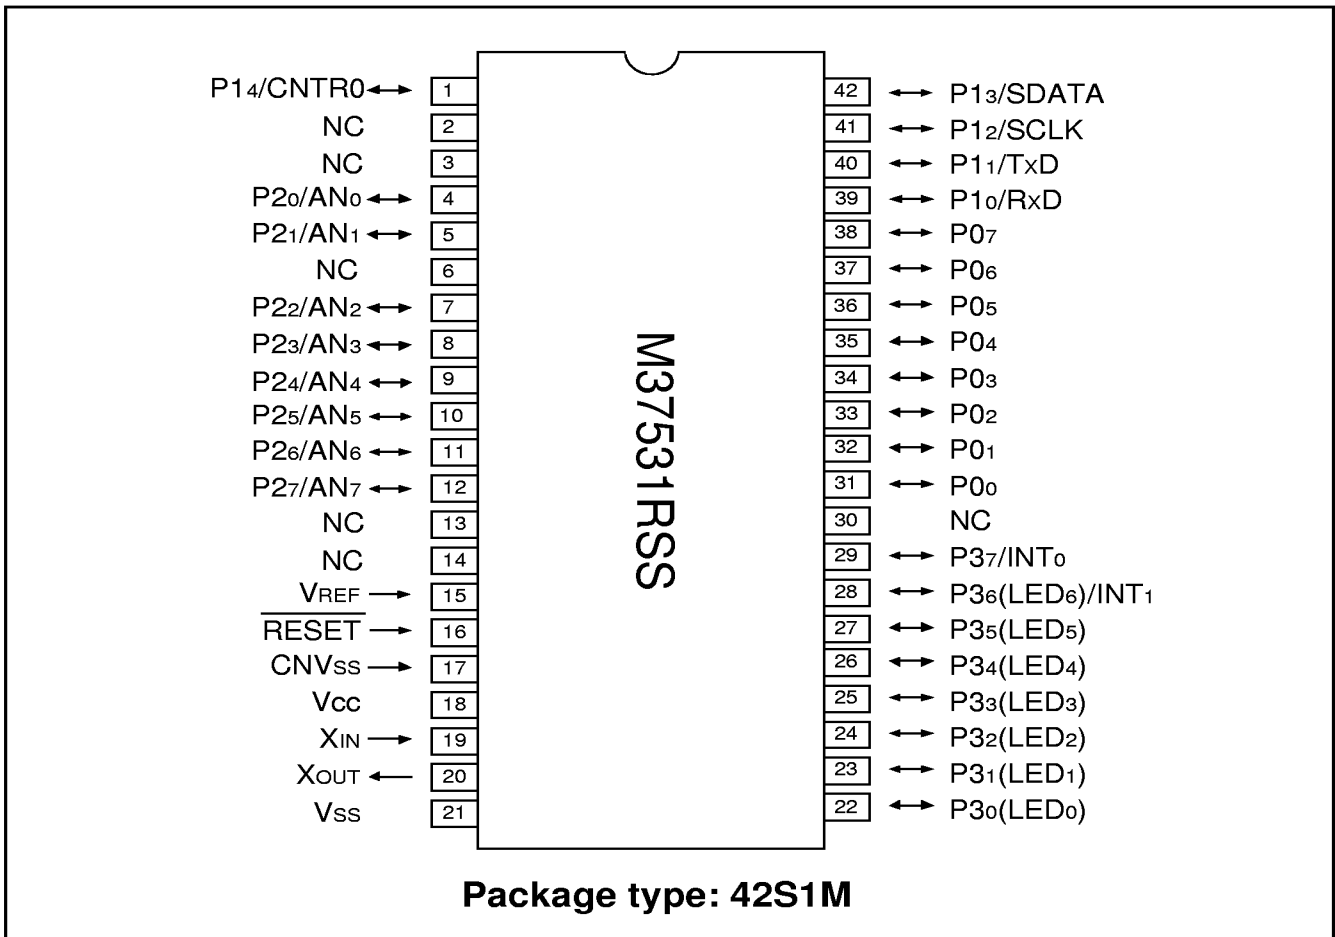 P14/CNTR0 1
NC 2
NC 3
P20/AN0 4
P21/AN1 5
NC 6
P22/AN2 7
P23/AN3 8
P24/AN4 9
P25/AN5 10
P26/AN6 11
P27/AN7 12
NC 13
NC 14
VREF 15
RESET 16
CNVSS 17
Vcc 18
XIN 19
XOUT 20
VSS 21
M37531RSS
42 P13/SDATA
41 P12/SCLK
40 P11/TxD
39 P10/RxD
38 P07
37 P06
36 P05
35 P04
34 P03
33 P02
32 P01
31 P00
30 NC
29 P37/INT0
28 P36(LED6)/INT1
27 P35(LED5)
26 P34(LED4)
25 P33(LED3)
24 P32(LED2)
23 P31(LED1)
22 P30(LED0)
Package type: 42S1M